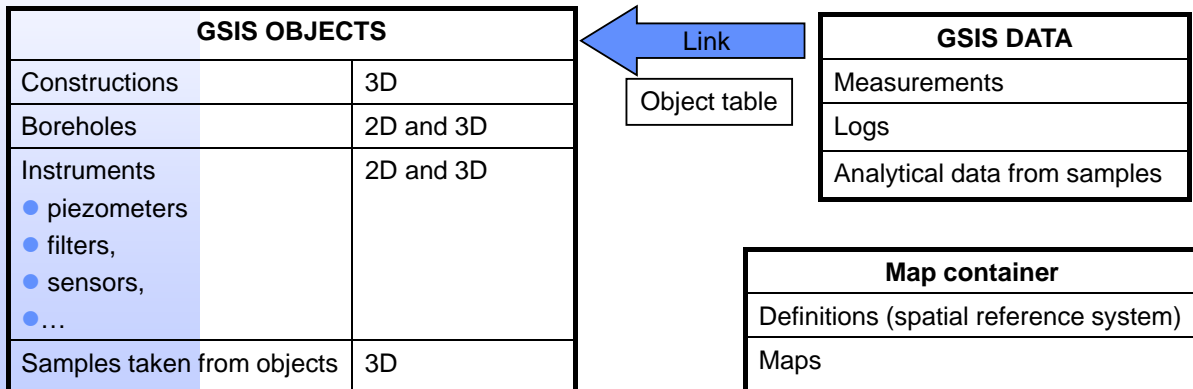 GSIS OBJECTS
Constructions 3D
Boreholes 2D and 3D
Instruments 2D and 3D
● piezometers
● filters,
● sensors,
● …
Samples taken from objects 3D
Link
Object table
GSIS DATA
Measurements
Logs
Analytical data from samples
Map container
Definitions (spatial reference system)
Maps